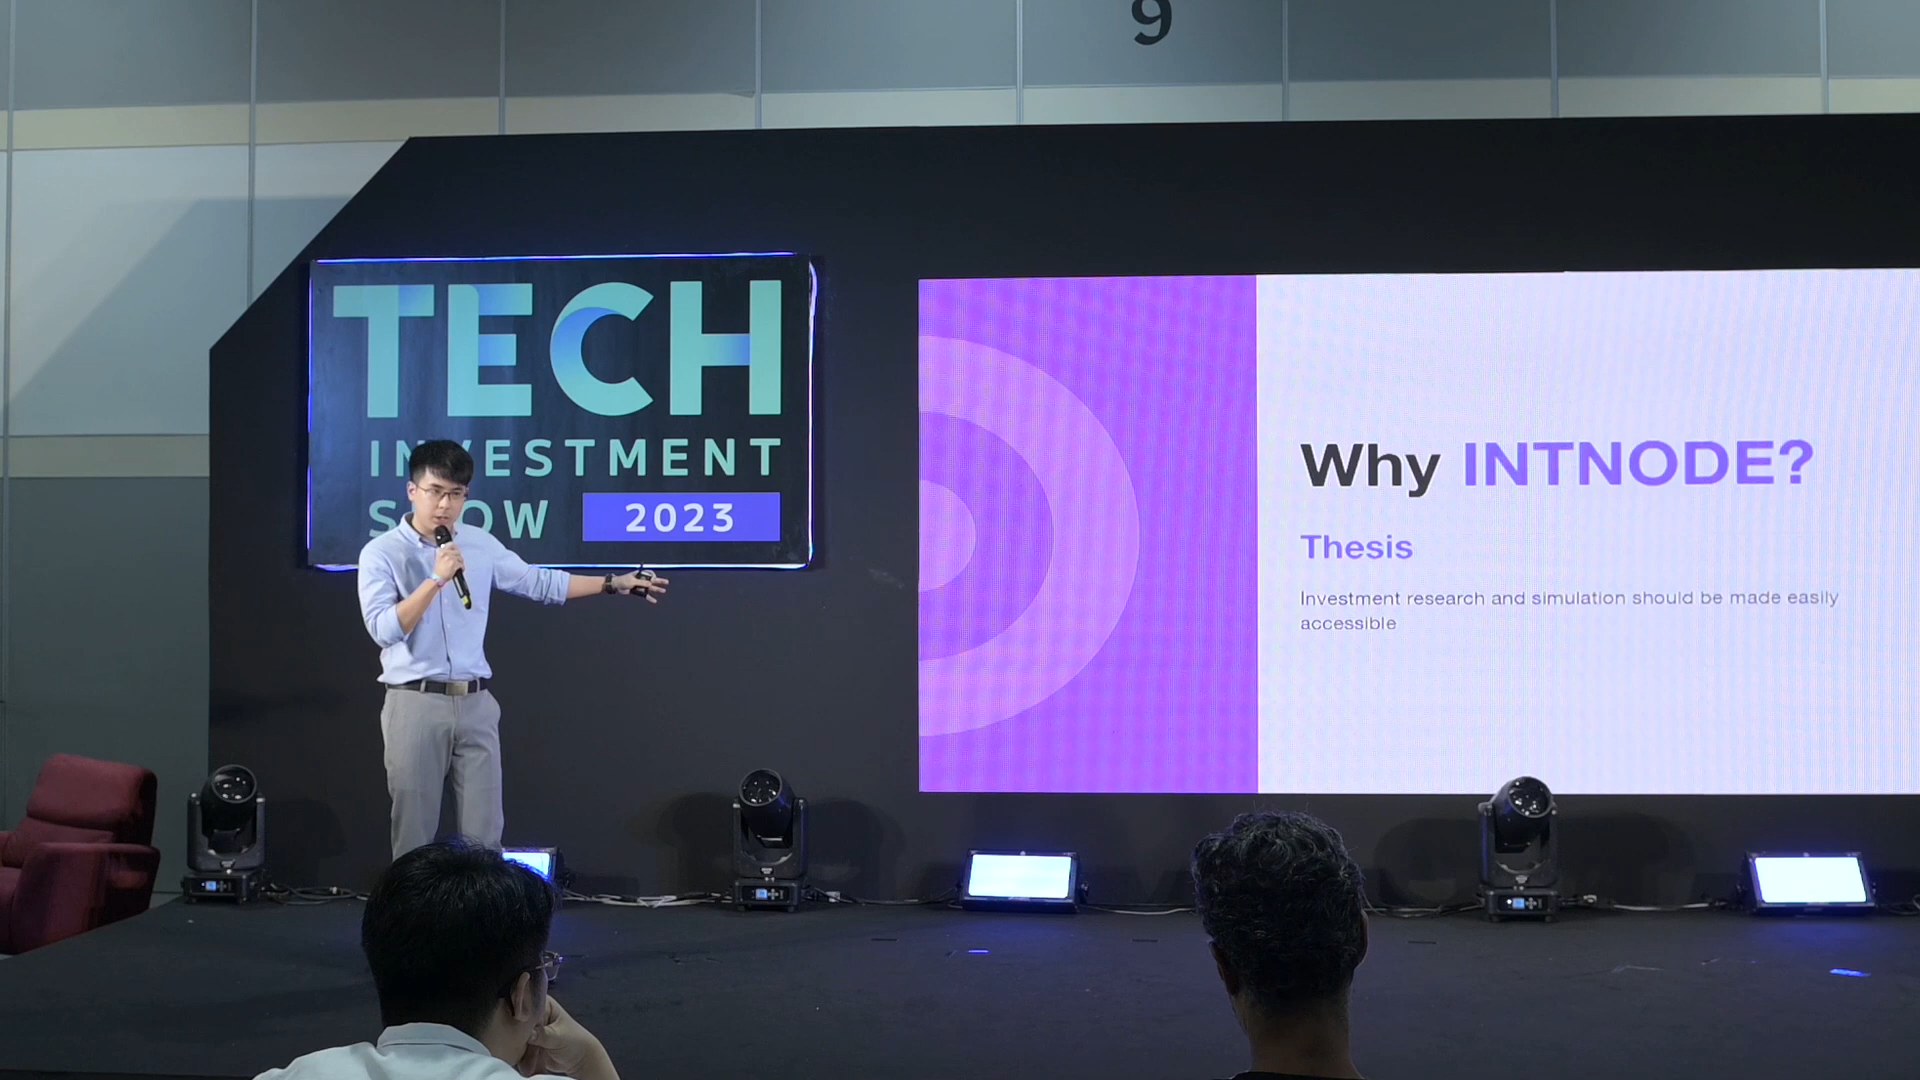 9
TECH
INVESTMENT
SHOW 2023
Why INTNODE?
Thesis
Investment research and simulation should be made easily
accessible